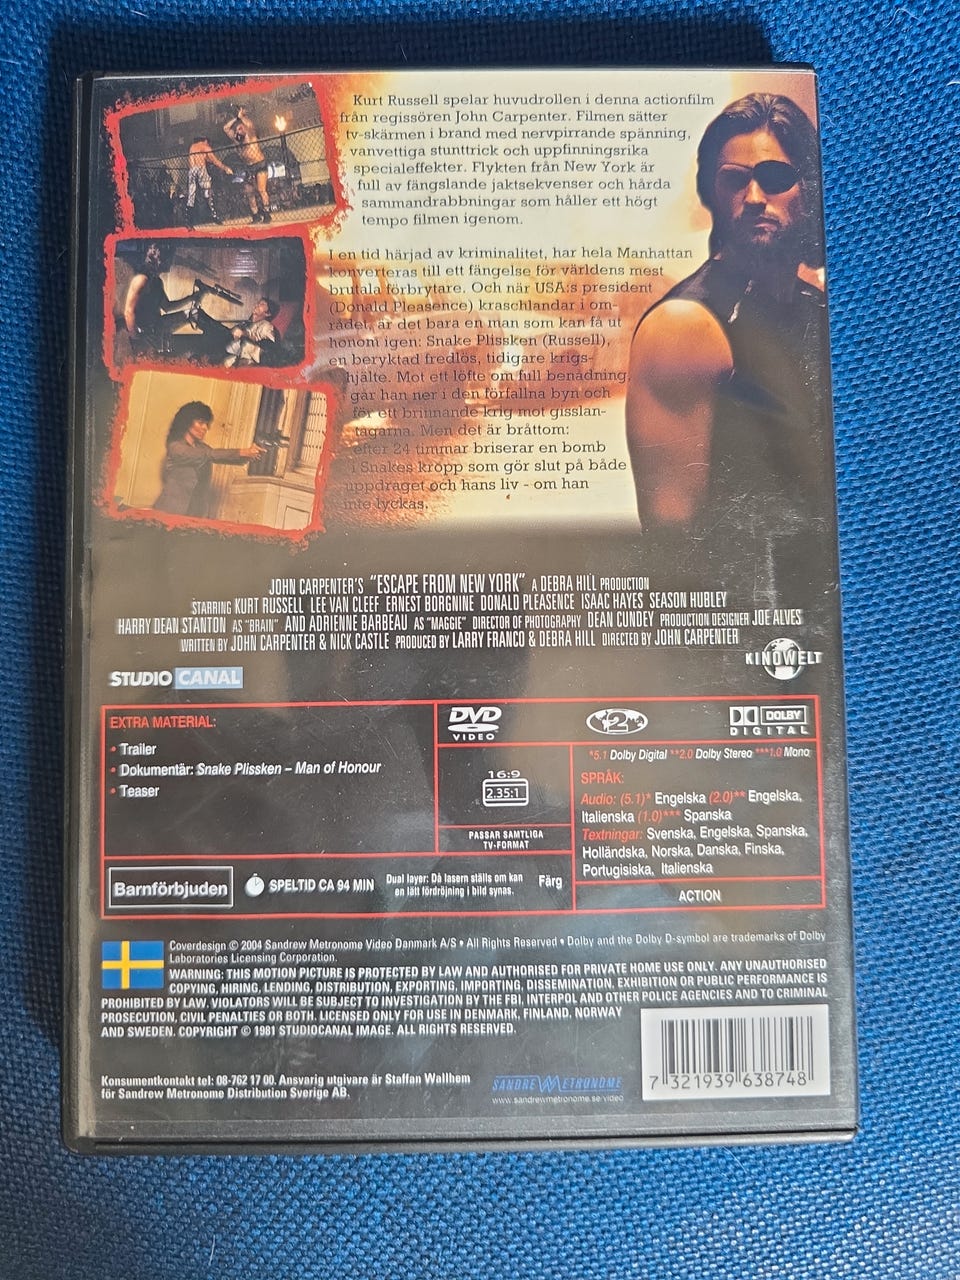 Kurt Russell spelar huvudrollen i denna actionfilm
från regissören John Carpenter. Filmen sätter
tv-skärmen i brand med nervpirrande spänning,
vanvettiga stunttrick och uppfinningsrika
specialeffekter. Flykten från New York är
full av fängslande jaktsekvenser och hårda
sammandrabbningar som håller ett högt
tempo filmen igenom.
I en tid härjad av kriminalitet, har hela Manhattan
konverteras till ett fängelse för världens mest
brutala förbrytare. Och när USA:s president
(Donald Pleasence) kraschlandar i om-
rådet, är det bara en man som kan få ut
honom igen: Snake Plissken (Russell),
en beryktad fredlös, tidigare krigs-
hjälte. Mot ett löfte om full benådning,
går han ner i den förfallna byn och
för ett brinnande krig mot gisslan-
tagarna. Men det är bråttom:
efter 24 timmar briserar en bomb
i Snakes kropp som gör slut på både
uppdraget och hans liv - om han
inte lyckas.
JOHN CARPENTER'S "ESCAPE FROM NEW YORK" A DEBRA HILL PRODUCTION
STARRING KURT RUSSELL LEE VAN CLEEF ERNEST BORGNINE DONALD PLEASENCE ISAAC HAYES SEASON HUBLEY
HARRY DEAN STANTON AS "BRAIN" AND ADRIENNE BARBEAU AS "MAGGIE" DIRECTOR OF PHOTOGRAPHY DEAN CUNDEY PRODUCTION DESIGNER JOE ALVES
WRITTEN BY JOHN CARPENTER & NICK CASTLE PRODUCED BY LARRY FRANCO & DEBRA HILL DIRECTED BY JOHN CARPENTER
STUDIO CANAL
KINOWELT
EXTRA MATERIAL:
• Trailer
• Dokumentär: Snake Plissken – Man of Honour
• Teaser
DVD
VIDEO
2
DOLBY
DIGITAL
16:9
2.35:1
PASSAR SAMTLIGA
TV-FORMAT
*5.1 Dolby Digital **2.0 Dolby Stereo ***1.0 Mono
SPRÅK:
Audio: (5.1)* Engelska (2.0)** Engelska,
Italienska (1.0)*** Spanska
Textningar: Svenska, Engelska, Spanska,
Holländska, Norska, Danska, Finska,
Portugisiska, Italienska
ACTION
Barnförbjuden
SPELTID CA 94 MIN
Dual layer: Då lasern ställs om kan
en lätt fördröjning i bild synas.
Färg
Coverdesign © 2004 Sandrew Metronome Video Danmark A/S • All Rights Reserved • Dolby and the Dolby D-symbol are trademarks of Dolby
Laboratories Licensing Corporation.
WARNING: THIS MOTION PICTURE IS PROTECTED BY LAW AND AUTHORISED FOR PRIVATE HOME USE ONLY. ANY UNAUTHORISED
COPYING, HIRING, LENDING, DISTRIBUTION, EXPORTING, IMPORTING, DISSEMINATION, EXHIBITION OR PUBLIC PERFORMANCE IS
PROHIBITED BY LAW. VIOLATORS WILL BE SUBJECT TO INVESTIGATION BY THE FBI, INTERPOL AND OTHER POLICE AGENCIES AND TO CRIMINAL
PROSECUTION, CIVIL PENALTIES OR BOTH. LICENSED ONLY FOR USE IN DENMARK, FINLAND, NORWAY
AND SWEDEN. COPYRIGHT © 1981 STUDIOCANAL IMAGE. ALL RIGHTS RESERVED.
Konsumentkontakt tel: 08-762 17 00. Ansvarig utgivare är Staffan Wallhem
för Sandrew Metronome Distribution Sverige AB.
SANDREW METRONOME
www.sandrewmetronome.se/video
7 321939 638748